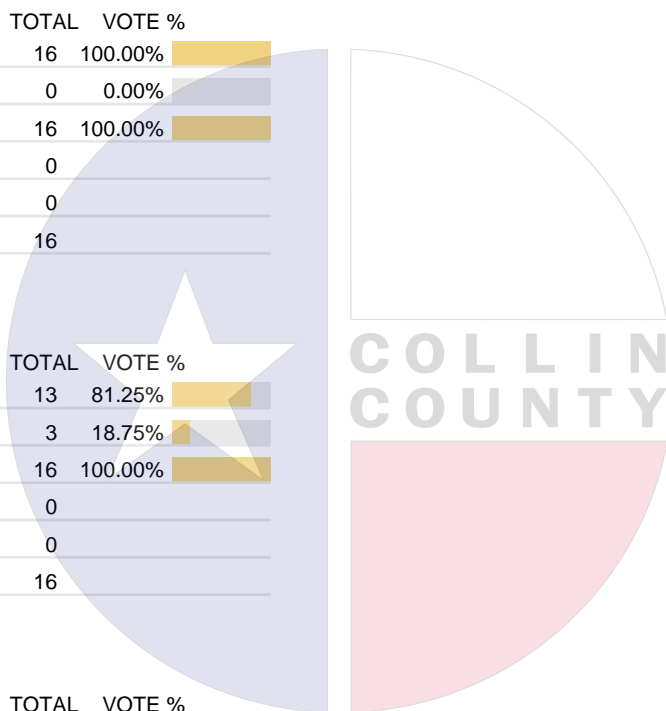 TOTAL VOTE %
16 100.00%
0 0.00%
16 100.00%
0
0
16
COLLIN
COUNTY
TOTAL VOTE %
13 81.25%
3 18.75%
16 100.00%
0
0
16
TOTAL VOTE %